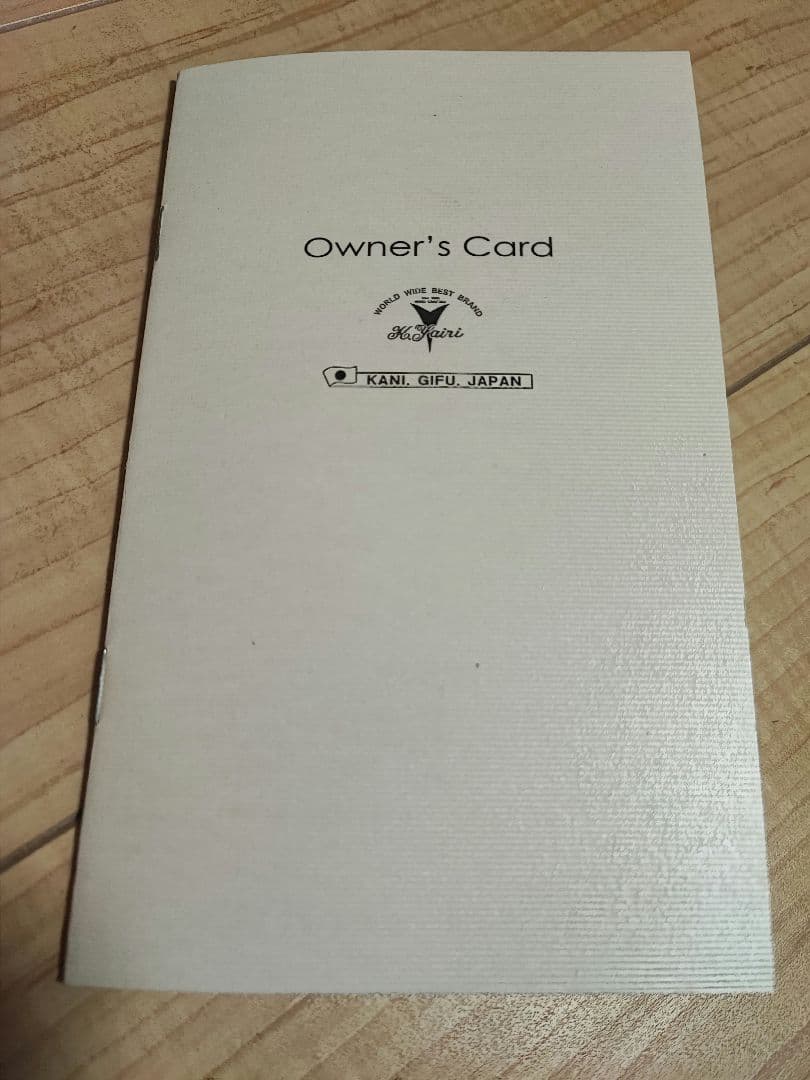 Owner's Card
WORLD WIDE BEST BRAND
K.Yairi
KANI. GIFU. JAPAN